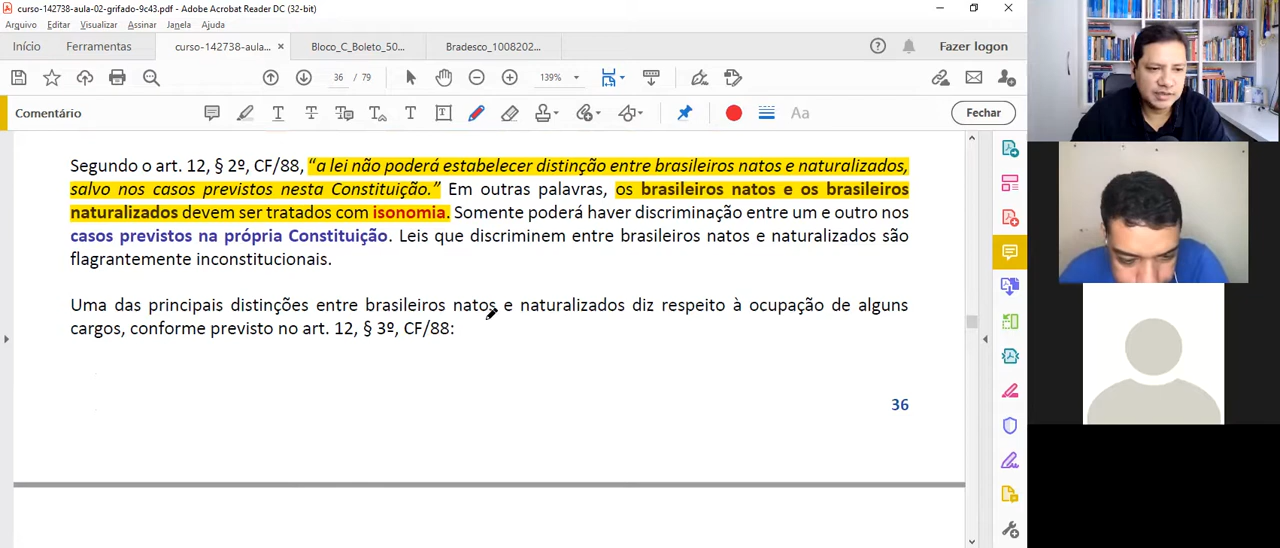 curso-142738-aula-02-grifado-9c43.pdf - Adobe Acrobat Reader DC (32-bit)
Arquivo Editar Visualizar Assinar Janela Ajuda
Início Ferramentas curso-142738-aula... × Bloco_C_Boleto_50... Bradesco_1008202... Fazer logon
36 / 79 139%
Comentário Aa Fechar
Segundo o art. 12, § 2º, CF/88, “a lei não poderá estabelecer distinção entre brasileiros natos e naturalizados,
salvo nos casos previstos nesta Constituição.” Em outras palavras, os brasileiros natos e os brasileiros
naturalizados devem ser tratados com isonomia. Somente poderá haver discriminação entre um e outro nos
casos previstos na própria Constituição. Leis que discriminem entre brasileiros natos e naturalizados são
flagrantemente inconstitucionais.
Uma das principais distinções entre brasileiros natos e naturalizados diz respeito à ocupação de alguns
cargos, conforme previsto no art. 12, § 3º, CF/88:
36